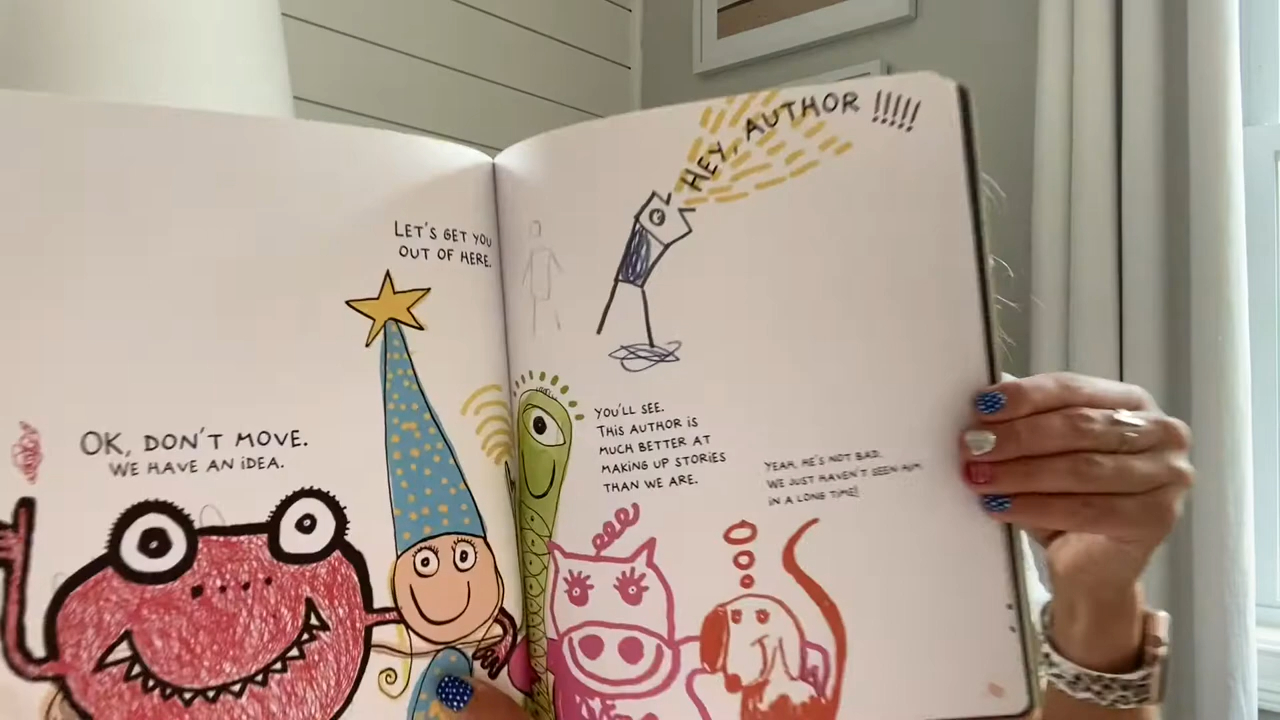 LET'S GET YOU
OUT OF HERE.
OK, DON'T MOVE.
WE HAVE AN IDEA.
HEY, AUTHOR !!!!!
YOU'LL SEE.
THIS AUTHOR IS
MUCH BETTER AT
MAKING UP STORIES
THAN WE ARE.
YEAH, HE'S NOT BAD.
WE JUST HAVEN'T SEEN HIM
IN A LONG TIME!